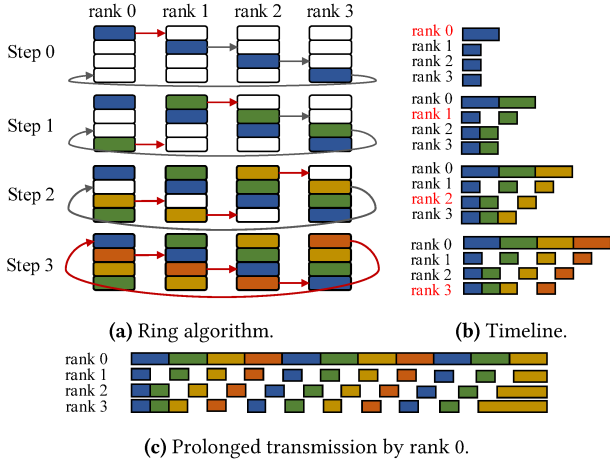 rank 0 rank 1 rank 2 rank 3
Step 0
Step 1
Step 2
Step 3
(a) Ring algorithm.
rank 0
rank 1
rank 2
rank 3
rank 0
rank 1
rank 2
rank 3
rank 0
rank 1
rank 2
rank 3
rank 0
rank 1
rank 2
rank 3
(b) Timeline.
rank 0
rank 1
rank 2
rank 3
(c) Prolonged transmission by rank 0.